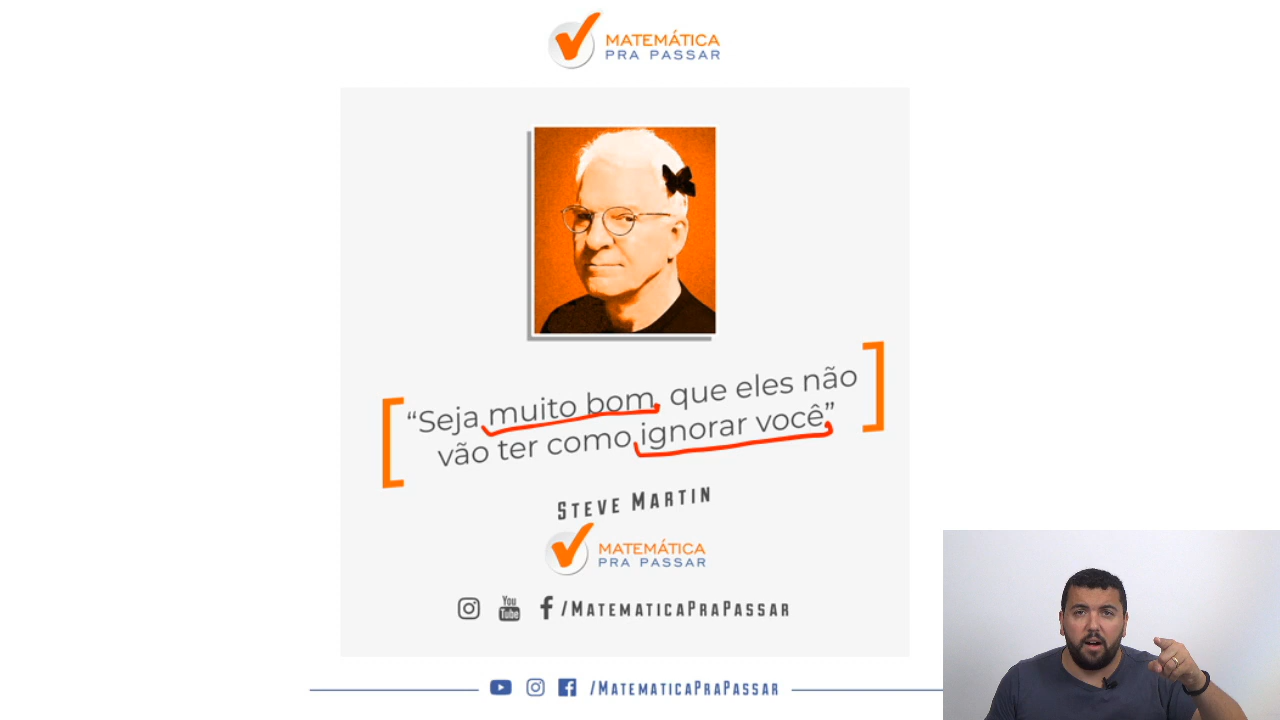 MATEMÁTICA
PRA PASSAR
“Seja muito bom, que eles não
vão ter como ignorar você”
STEVE MARTIN
MATEMÁTICA
PRA PASSAR
You
Tube
/MATEMATICAPRAPASSAR
/MATEMATICAPRAPASSAR